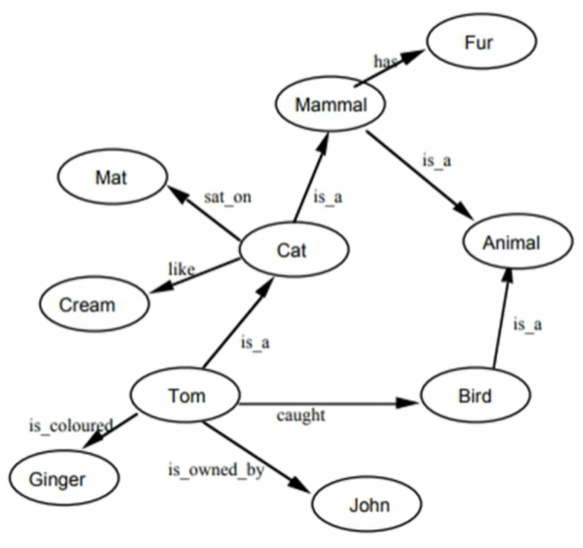 Fur
has
Mammal
is_a
Mat
sat_on
is_a
Animal
Cat
like
Cream
is_a
is_a
Tom
Bird
caught
is_coloured
is_owned_by
Ginger
John